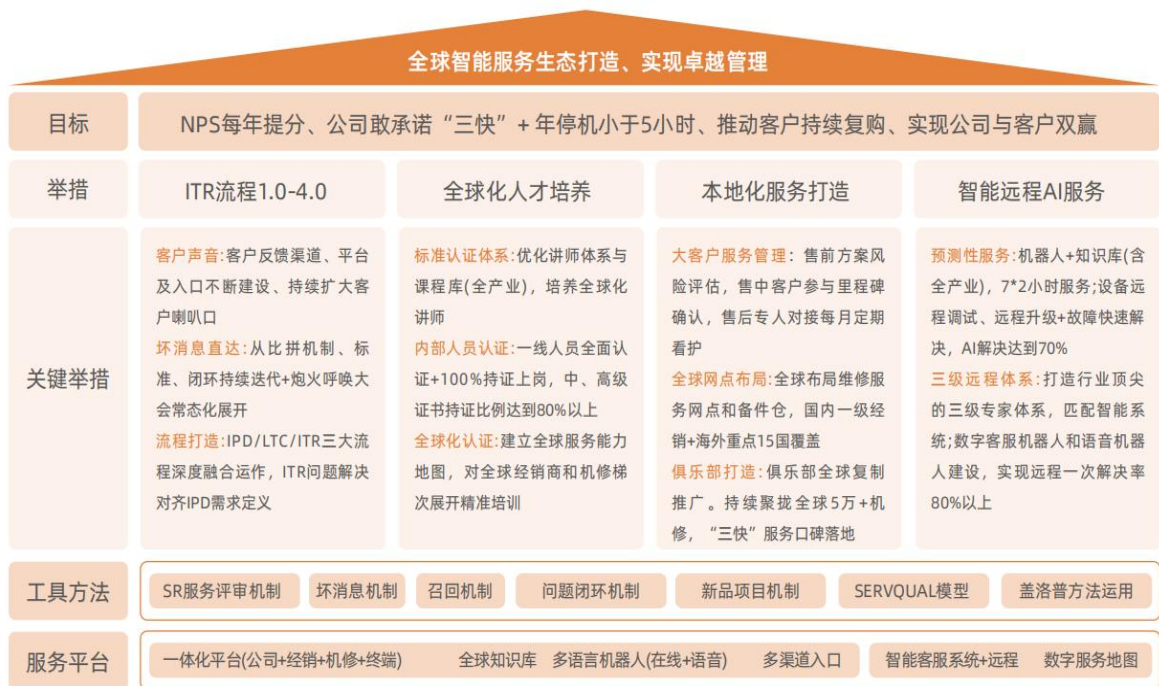 全球智能服务生态打造、实现卓越管理
目标
NPS每年提分、公司敢承诺“三快”+年停机小于5小时、推动客户持续复购、实现公司与客户双赢
举措
ITR流程1.0-4.0
全球化人才培养
本地化服务打造
智能远程AI服务
关键举措
客户声音:客户反馈渠道、平台
及入口不断建设、持续扩大客
户喇叭口
坏消息直达:从比拼机制、标
准、闭环持续迭代+炮火呼唤大
会常态化展开
流程打造:IPD/LTC/ITR三大流
程深度融合运作，ITR问题解决
对齐IPD需求定义
标准认证体系:优化讲师体系与
课程库(全产业)，培养全球化
讲师
内部人员认证:一线人员全面认
证+100%持证上岗，中、高级
证书持证比例达到80%以上
全球化认证:建立全球服务能力
地图，对全球经销商和机修梯
次展开精准培训
大客户服务管理：售前方案风
险评估，售中客户参与里程碑
确认，售后专人对接每月定期
看护
全球网点布局:全球布局维修服
务网点和备件仓，国内一级经
销+海外重点15国覆盖
俱乐部打造:俱乐部全球复制
推广。持续聚拢全球5万+机
修，“三快”服务口碑落地
预测性服务:机器人+知识库(含
全产业)，7*2小时服务;设备远
程调试、远程升级+故障快速解
决，AI解决达到70%
三级远程体系:打造行业顶尖
的三级专家体系，匹配智能系
统;数字客服机器人和语音机器
人建设，实现远程一次解决率
80%以上
工具方法
SR服务评审机制
坏消息机制
召回机制
问题闭环机制
新品项目机制
SERVQUAL模型
盖洛普方法运用
服务平台
一体化平台(公司+经销+机修+终端)
全球知识库
多语言机器人(在线+语音)
多渠道入口
智能客服系统+远程
数字服务地图